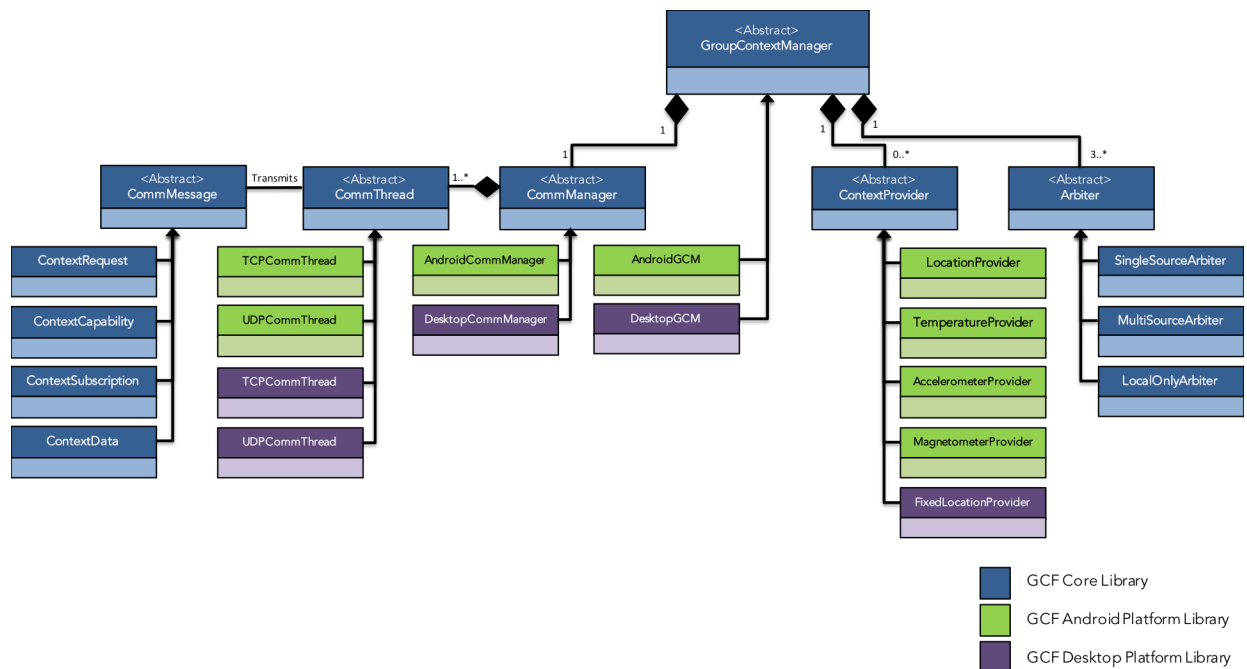 <Abstract>
GroupContextManager
1
1
1
1
0..*
3..*
<Abstract>
CommMessage
Transmits
<Abstract>
CommThread
1..*
<Abstract>
CommManager
<Abstract>
ContextProvider
<Abstract>
Arbiter
ContextRequest
ContextCapability
ContextSubscription
ContextData
TCPCommThread
UDPCommThread
TCPCommThread
UDPCommThread
AndroidCommManager
DesktopCommManager
AndroidGCM
DesktopGCM
LocationProvider
TemperatureProvider
AccelerometerProvider
MagnetometerProvider
FixedLocationProvider
SingleSourceArbiter
MultiSourceArbiter
LocalOnlyArbiter
GCF Core Library
GCF Android Platform Library
GCF Desktop Platform Library